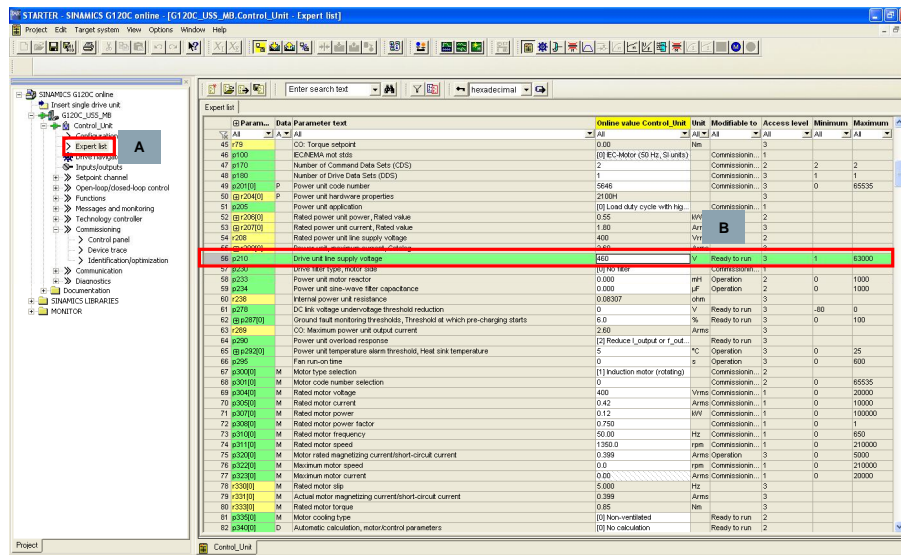 STARTER - SINAMICS G120C online - [G120C_USS_MB.Control_Unit - Expert list]
Project Edit Target system View Options Window Help
Enter search text hexadecimal
SINAMICS G120C online
Insert single drive unit
G120C_USS_MB
Control_Unit
Configuration
Expert list
A
Drive navigator
Inputs/outputs
Setpoint channel
Open-loop/closed-loop control
Functions
Messages and monitoring
Technology controller
Commissioning
Control panel
Device trace
Identification/optimization
Communication
Diagnostics
Documentation
SINAMICS LIBRARIES
MONITOR
Expert list
Param... Data Parameter text Online value Control_Unit Unit Modifiable to Access level Minimum Maximum
All A All All All All All All All
45 r79 CO: Torque setpoint 0.00 Nm 3
46 p100 IEC/NEMA mot stds [0] IEC-Motor (50 Hz, SI units) Commissionin... 1
47 p170 Number of Command Data Sets (CDS) 2 Commissionin... 2 2 2
48 p180 Number of Drive Data Sets (DDS) 1 Commissionin... 3 1 1
49 p201[0] P Power unit code number 5646 Commissionin... 3 0 65535
50 r204[0] P Power unit hardware properties 2100H 3
51 p205 Power unit application [0] Load duty cycle with hig... Commissionin... 1
52 r206[0] Rated power unit power, Rated value 0.55 kW 2
53 r207[0] Rated power unit current, Rated value 1.80 Arms 3
54 r208 Rated power unit line supply voltage 400 Vrms 2
B
55 r209[0] Power unit, maximum current, Catalog 2.60 Arms 3
56 p210 Drive unit line supply voltage 460 V Ready to run 3 1 63000
57 p230 Drive filter type, motor side [0] No filter Commissionin... 3
58 p233 Power unit motor reactor 0.000 mH Operation 2 0 1000
59 p234 Power unit sine-wave filter capacitance 0.000 µF Operation 2 0 1000
60 r238 Internal power unit resistance 0.08307 ohm 3
61 p278 DC link voltage undervoltage threshold reduction 0 V Ready to run 3 -80 0
62 p287[0] Ground fault monitoring thresholds, Threshold at which pre-charging starts 6.0 % Ready to run 3 0 100
63 r289 CO: Maximum power unit output current 2.60 Arms 3
64 p290 Power unit overload response [2] Reduce I_output or f_out... Ready to run 3
65 p292[0] Power unit temperature alarm threshold, Heat sink temperature 5 °C Operation 3 0 25
66 p295 Fan run-on time 0 s Operation 3 0 600
67 p300[0] M Motor type selection [1] Induction motor (rotating) Commissionin... 2
68 p301[0] M Motor code number selection 0 Commissionin... 2 0 65535
69 p304[0] M Rated motor voltage 400 Vrms Commissionin... 1 0 20000
70 p305[0] M Rated motor current 0.42 Arms Commissionin... 1 0 10000
71 p307[0] M Rated motor power 0.12 kW Commissionin... 1 0 100000
72 p308[0] M Rated motor power factor 0.750 Commissionin... 1 0 1
73 p310[0] M Rated motor frequency 50.00 Hz Commissionin... 1 0 650
74 p311[0] M Rated motor speed 1350.0 rpm Commissionin... 1 0 210000
75 p320[0] M Motor rated magnetizing current/short-circuit current 0.399 Arms Operation 3 0 5000
76 p322[0] M Maximum motor speed 0.0 rpm Commissionin... 1 0 210000
77 p323[0] M Maximum motor current 0.00 Arms Commissionin... 1 0 20000
78 r330[0] M Rated motor slip 5.000 Hz 3
79 r331[0] M Actual motor magnetizing current/short-circuit current 0.399 Arms 3
80 r333[0] M Rated motor torque 0.85 Nm 3
81 p335[0] M Motor cooling type [0] Non-ventilated Ready to run 2
82 p340[0] D Automatic calculation, motor/control parameters [0] No calculation Ready to run 2
Project Control_Unit